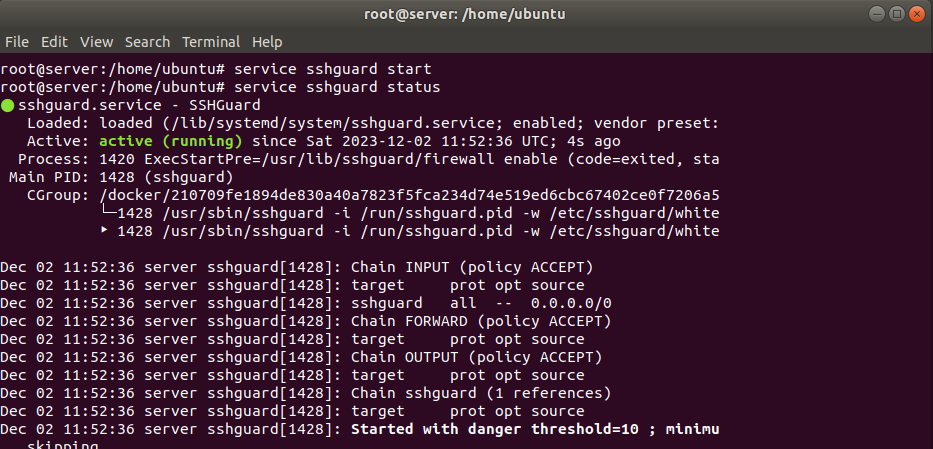 root@server: /home/ubuntu
File Edit View Search Terminal Help
root@server:/home/ubuntu# service sshguard start
root@server:/home/ubuntu# service sshguard status
● sshguard.service - SSHGuard
   Loaded: loaded (/lib/systemd/system/sshguard.service; enabled; vendor preset:
   Active: active (running) since Sat 2023-12-02 11:52:36 UTC; 4s ago
  Process: 1420 ExecStartPre=/usr/lib/sshguard/firewall enable (code=exited, sta
 Main PID: 1428 (sshguard)
   CGroup: /docker/210709fe1894de830a40a7823f5fca234d74e519ed6cbc67402ce0f7206a5
           └─1428 /usr/sbin/sshguard -i /run/sshguard.pid -w /etc/sshguard/white
           ‣ 1428 /usr/sbin/sshguard -i /run/sshguard.pid -w /etc/sshguard/white
Dec 02 11:52:36 server sshguard[1428]: Chain INPUT (policy ACCEPT)
Dec 02 11:52:36 server sshguard[1428]: target     prot opt source
Dec 02 11:52:36 server sshguard[1428]: sshguard   all  --  0.0.0.0/0
Dec 02 11:52:36 server sshguard[1428]: Chain FORWARD (policy ACCEPT)
Dec 02 11:52:36 server sshguard[1428]: target     prot opt source
Dec 02 11:52:36 server sshguard[1428]: Chain OUTPUT (policy ACCEPT)
Dec 02 11:52:36 server sshguard[1428]: target     prot opt source
Dec 02 11:52:36 server sshguard[1428]: Chain sshguard (1 references)
Dec 02 11:52:36 server sshguard[1428]: target     prot opt source
Dec 02 11:52:36 server sshguard[1428]: Started with danger threshold=10 ; minimu
...skipping...